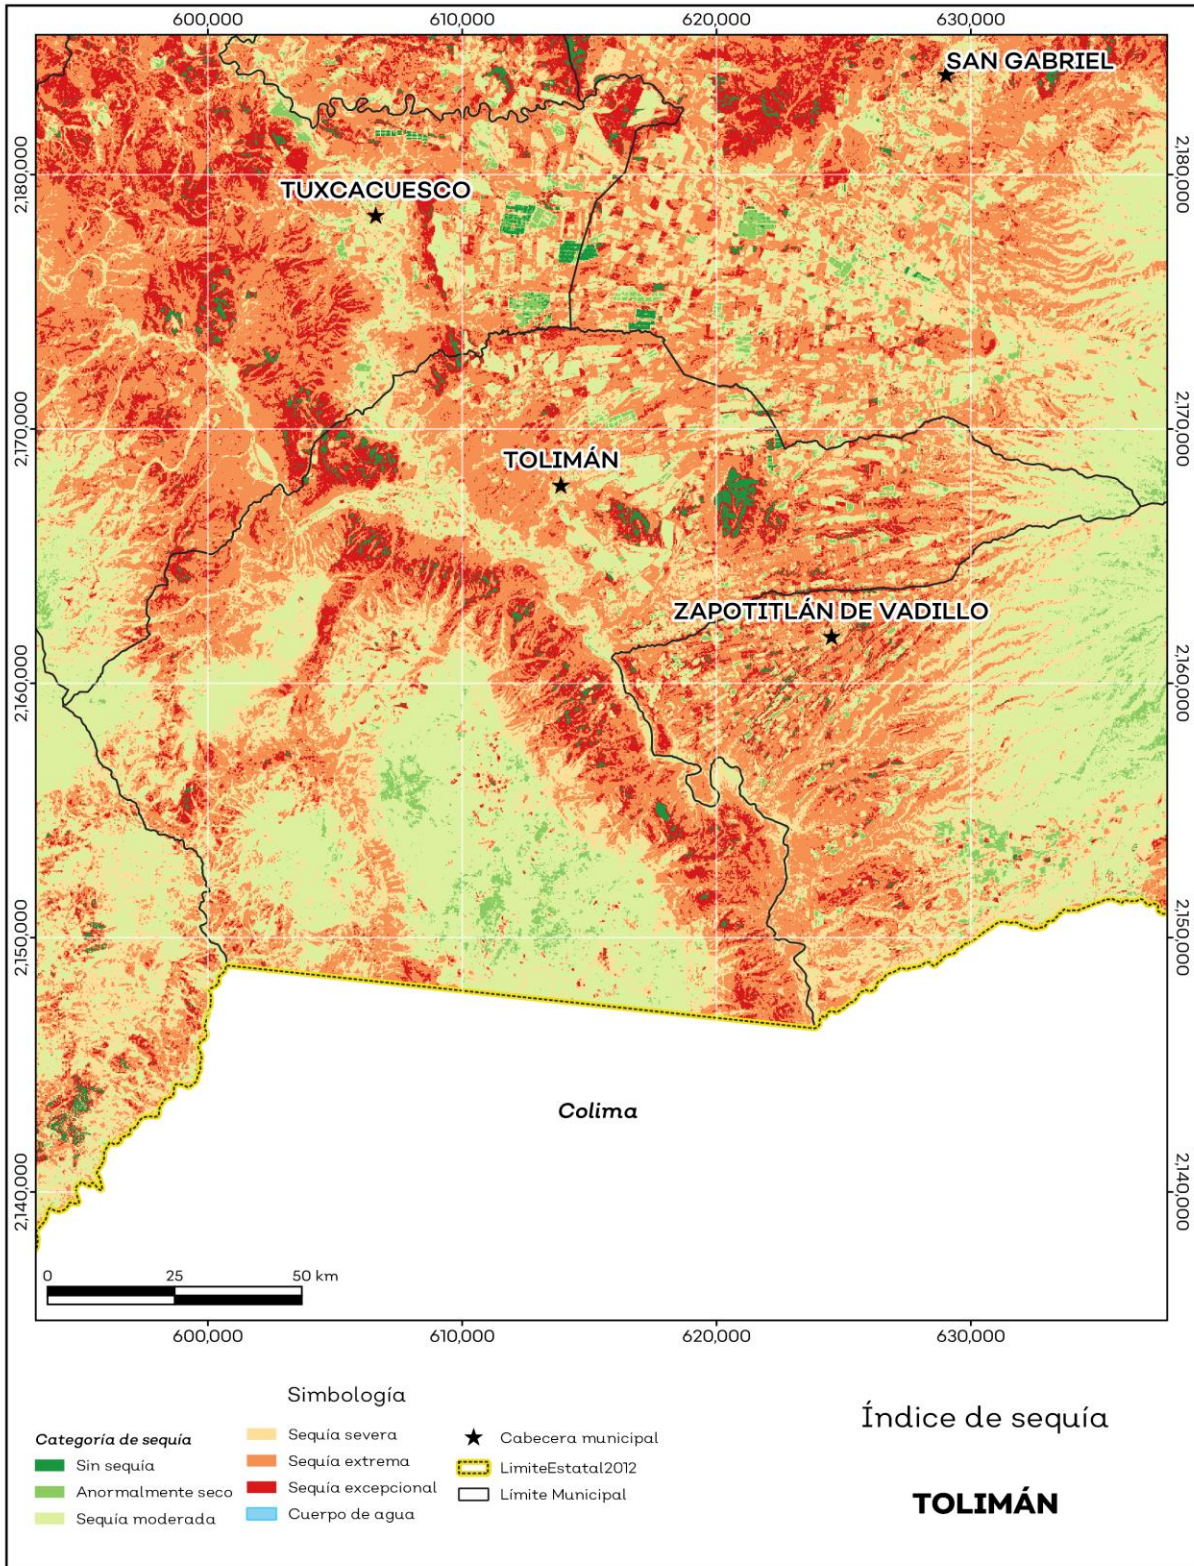 600,000 610,000 620,000 630,000
SAN GABRIEL
2,180,000 2,180,000
TUXCACUESCO
2,170,000 2,170,000
TOLIMÁN
ZAPOTITLÁN DE VADILLO
2,160,000 2,160,000
2,150,000 2,150,000
Colima
2,140,000 2,140,000
0 25 50 km
600,000 610,000 620,000 630,000
Simbología
Categoría de sequía
Sin sequía
Anormalmente seco
Sequía moderada
Sequía severa
Sequía extrema
Sequía excepcional
Cuerpo de agua
Cabecera municipal
LimiteEstatal2012
Límite Municipal
Índice de sequía
TOLIMÁN